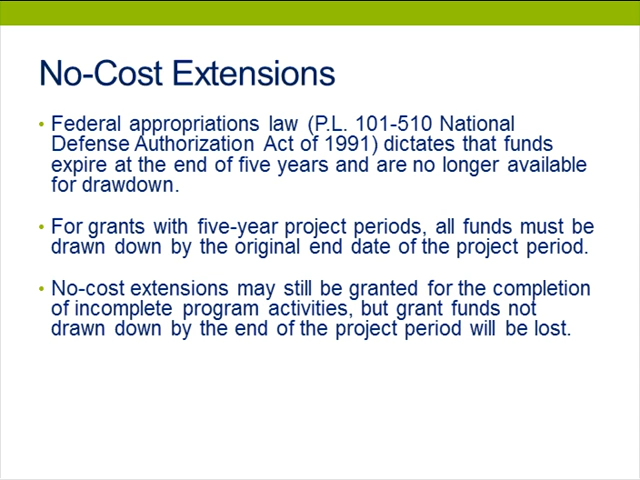 No-Cost Extensions
• Federal appropriations law (P.L. 101-510 National
Defense Authorization Act of 1991) dictates that funds
expire at the end of five years and are no longer available
for drawdown.
• For grants with five-year project periods, all funds must be
drawn down by the original end date of the project period.
• No-cost extensions may still be granted for the completion
of incomplete program activities, but grant funds not
drawn down by the end of the project period will be lost.